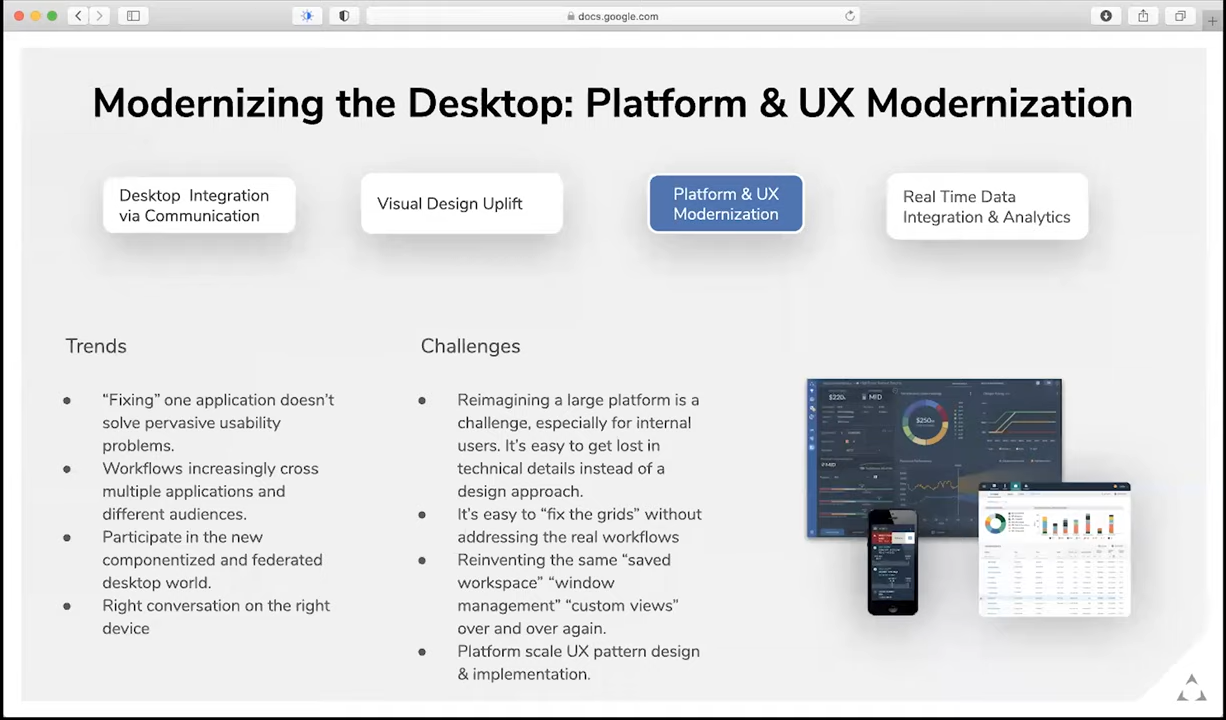 docs.google.com
Modernizing the Desktop: Platform & UX Modernization
Desktop Integration
via Communication
Visual Design Uplift
Platform & UX
Modernization
Real Time Data
Integration & Analytics
Trends
“Fixing” one application doesn’t
solve pervasive usability
problems.
Workflows increasingly cross
multiple applications and
different audiences.
Participate in the new
componentized and federated
desktop world.
Right conversation on the right
device
Challenges
Reimagining a large platform is a
challenge, especially for internal
users. It’s easy to get lost in
technical details instead of a
design approach.
It’s easy to “fix the grids” without
addressing the real workflows
Reinventing the same “saved
workspace” “window
management” “custom views”
over and over again.
Platform scale UX pattern design
& implementation.